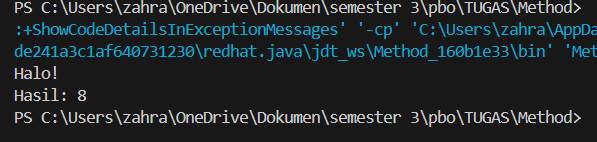 PS C:\Users\zahra\OneDrive\Dokumen\semester 3\pbo\TUGAS\Method>
:+ShowCodeDetailsInExceptionMessages' '-cp' 'C:\Users\zahra\AppDa
de241a3c1af640731230\redhat.java\jdt_ws\Method_160b1e33\bin' 'Met
Halo!
Hasil: 8
PS C:\Users\zahra\OneDrive\Dokumen\semester 3\pbo\TUGAS\Method>